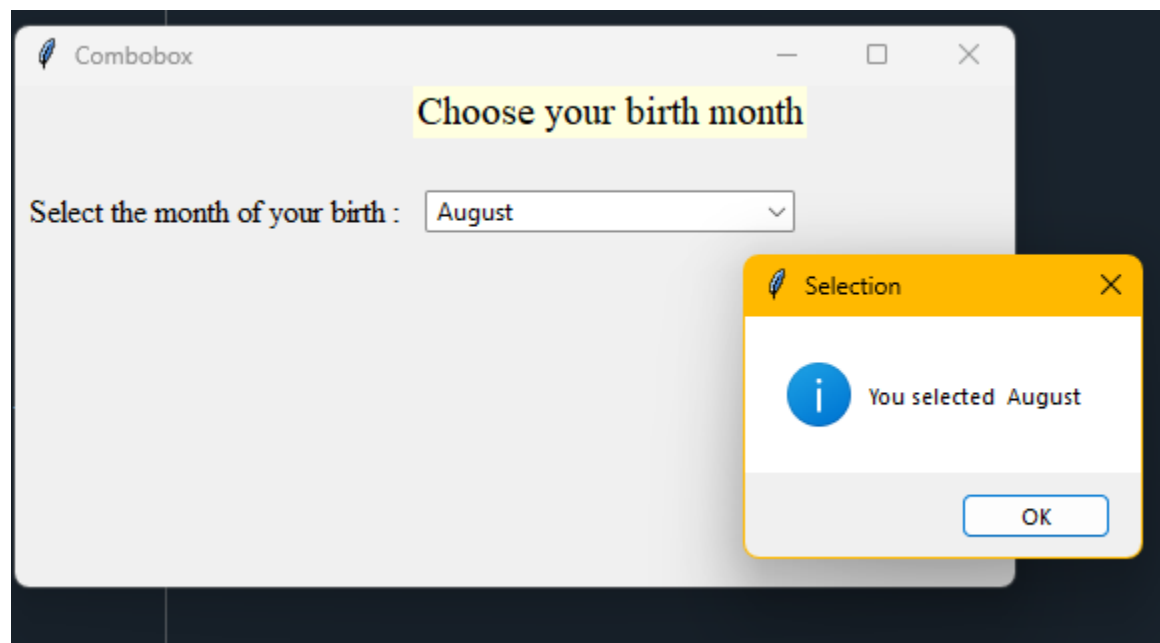 Combobox
Choose your birth month
Select the month of your birth :
August
Selection
You selected  August
OK